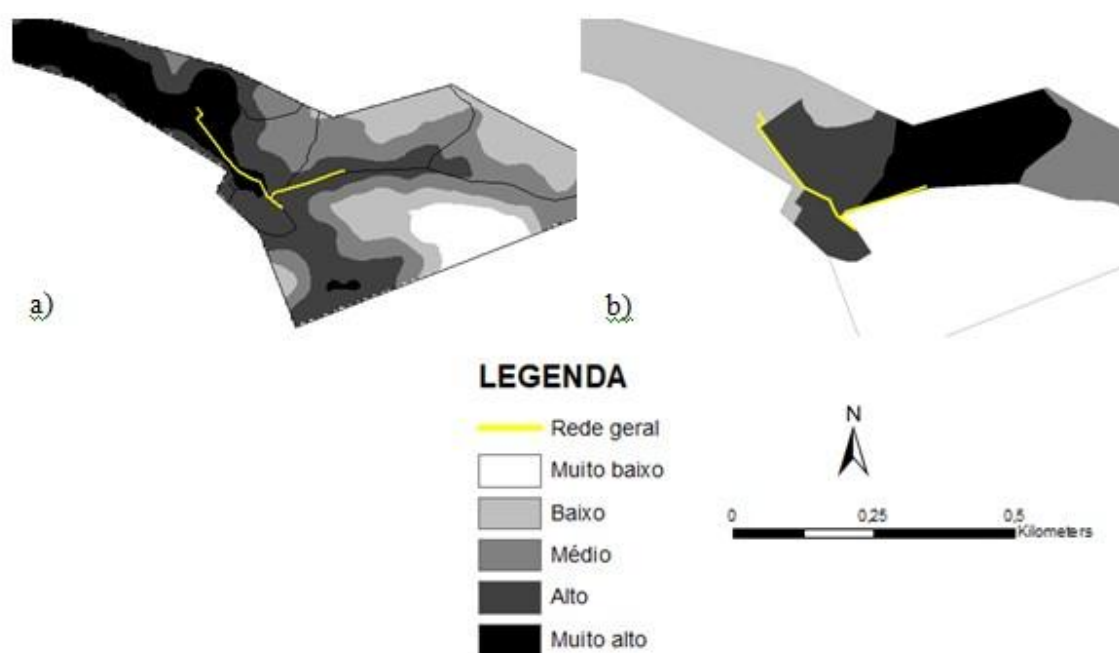 a)
b)
LEGENDA
Rede geral
Muito baixo
Baixo
Médio
Alto
Muito alto
N
0 0,25 0,5
Kilometers